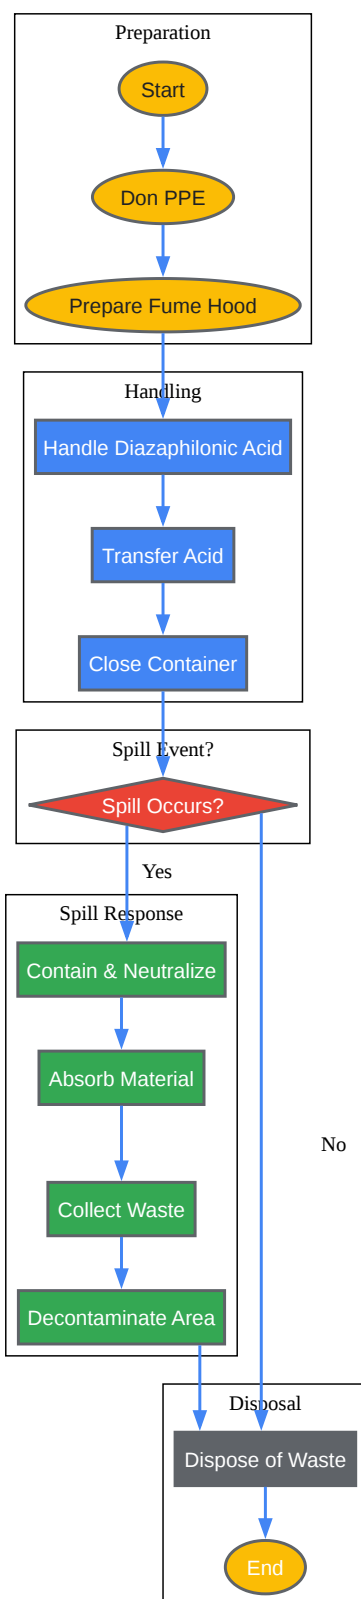 Preparation
Start
Don PPE
Prepare Fume Hood
Handling
Handle Diazaphilonic Acid
Transfer Acid
Close Container
Spill Event?
Spill Occurs?
Yes
Spill Response
Contain & Neutralize
Absorb Material
No
Collect Waste
Decontaminate Area
Disposal
Dispose of Waste
End